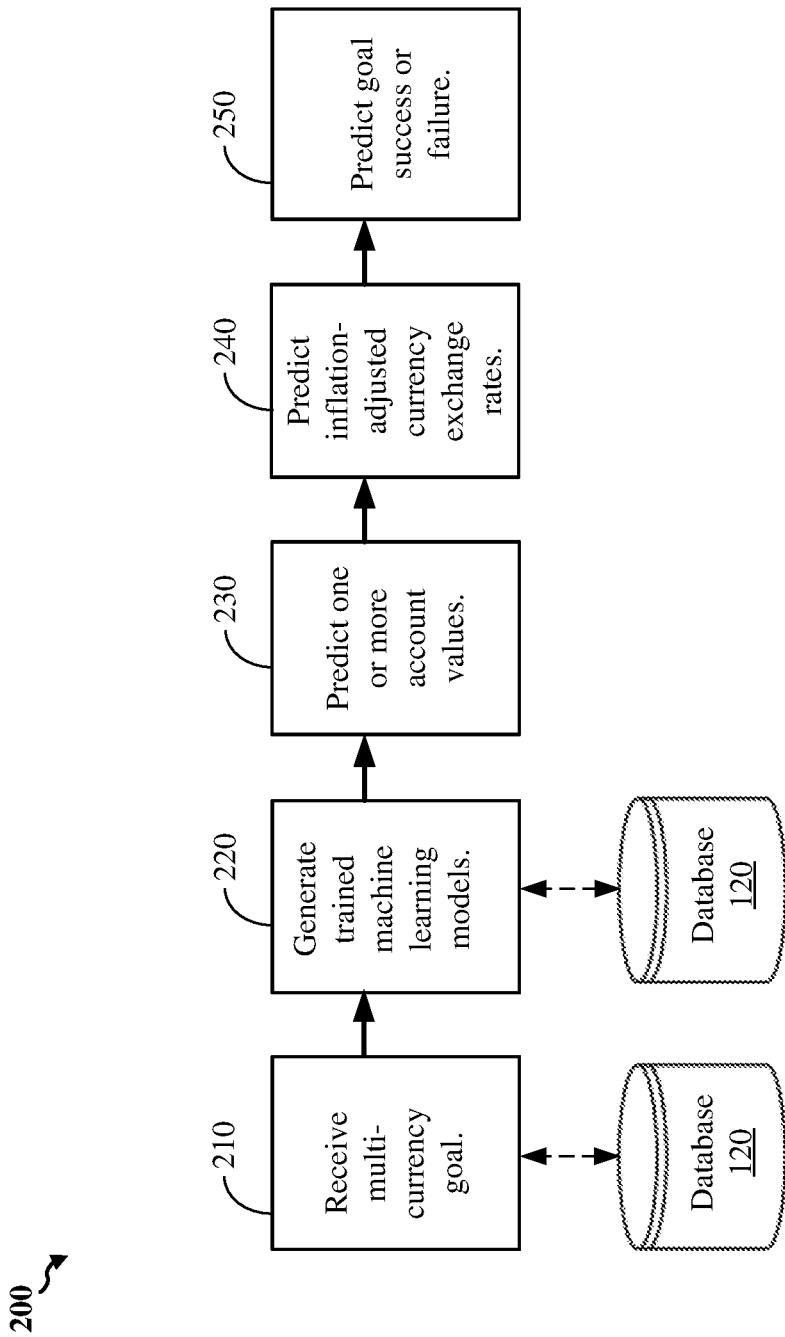 200
210
Receive
multi-
currency
goal.
220
Generate
trained
machine
learning
models.
230
Predict one
or more
account
values.
240
Predict
inflation-
adjusted
currency
exchange
rates.
250
Predict goal
success or
failure.
Database
120
Database
120